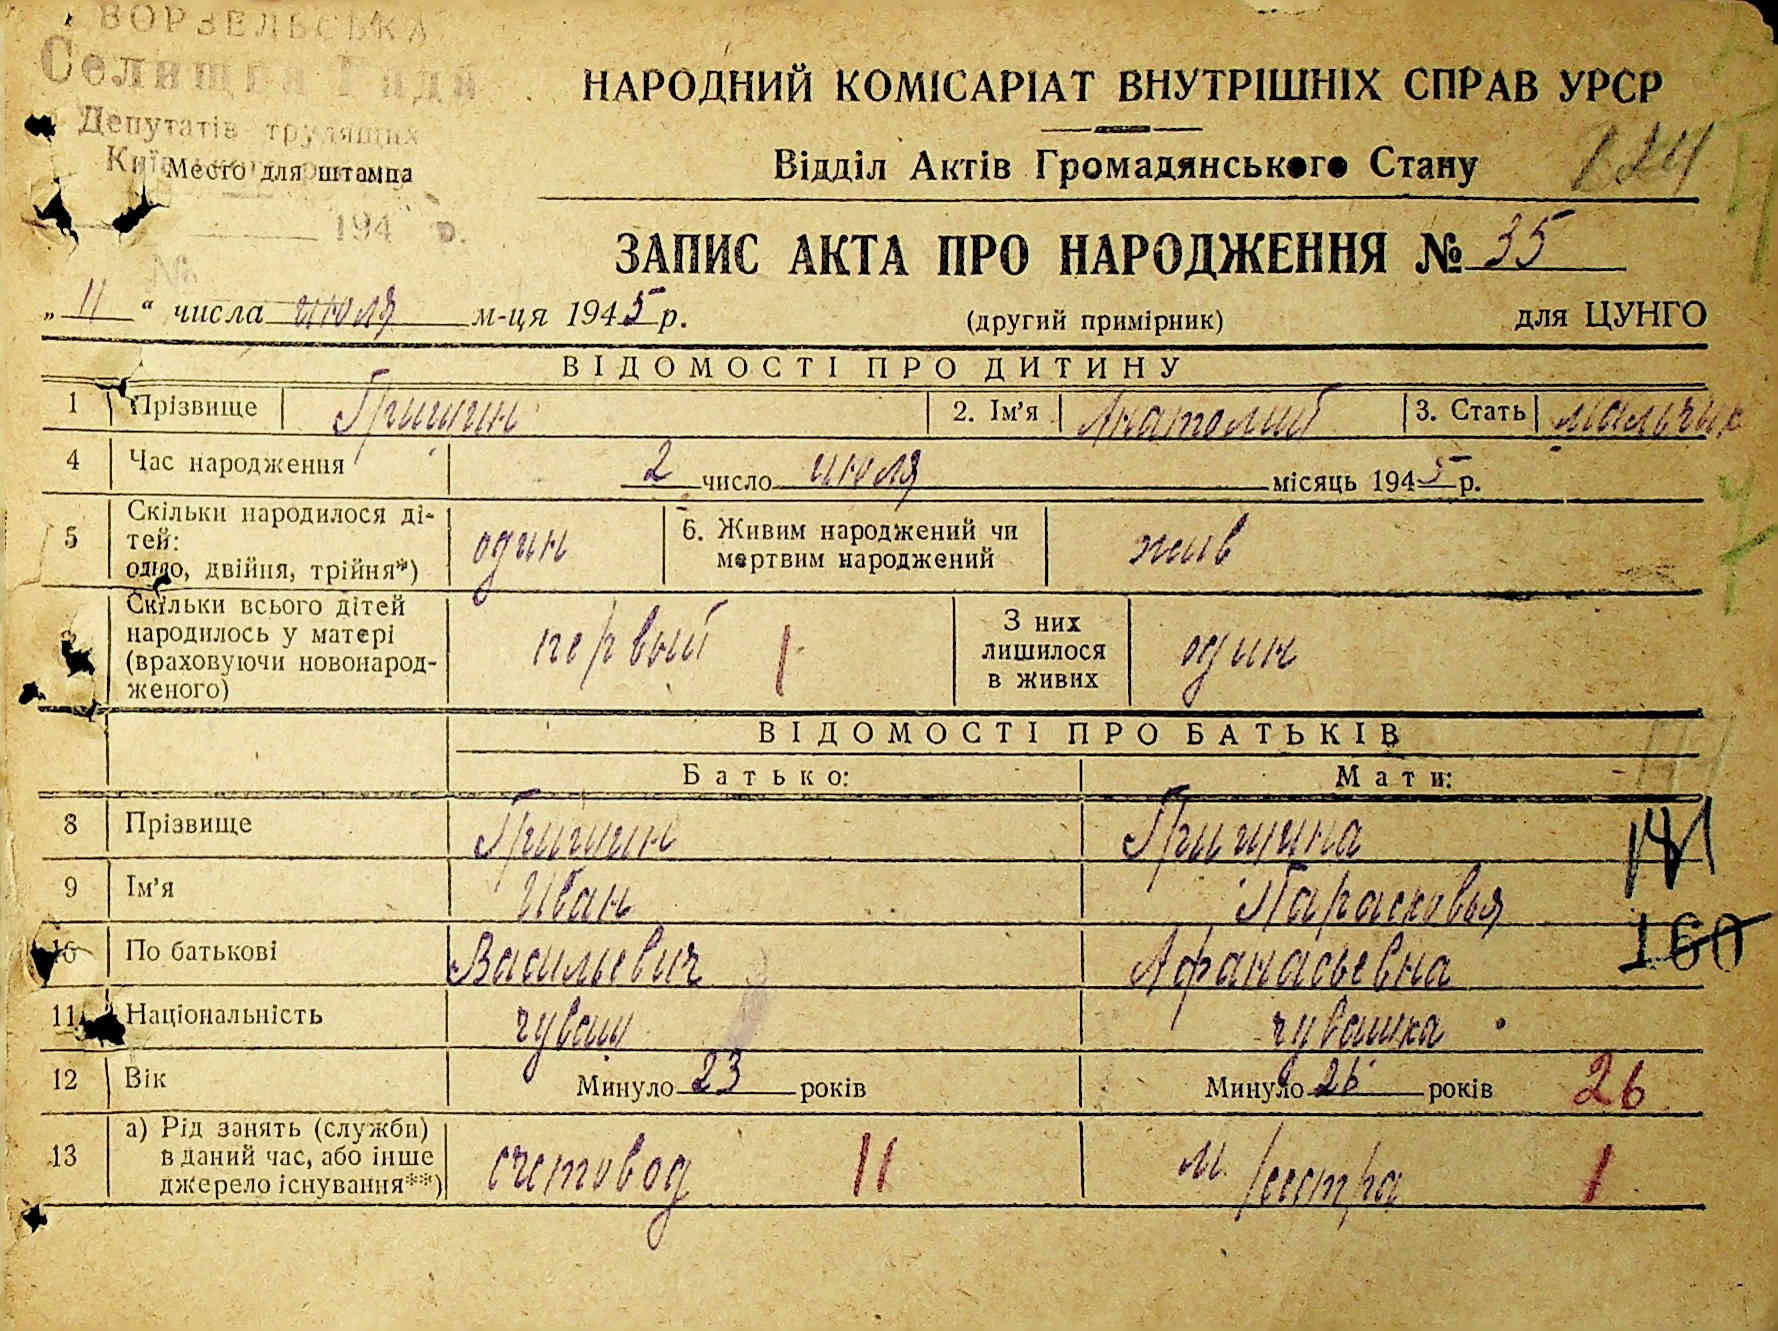 ВОРЗЕЛЬСЬКА
Селищна Рада
Депутатів трудящих
Место для штампа
194 р.
№
НАРОДНИЙ КОМІСАРІАТ ВНУТРІШНІХ СПРАВ УРСР
Відділ Актів Громадянського Стану
ЗАПИС АКТА ПРО НАРОДЖЕННЯ № 35
„ 11 “ числа июля м-ця 1945 р.
(другий примірник)
для ЦУНГО
ВІДОМОСТІ ПРО ДИТИНУ
1 Прізвище Гришин 2. Ім'я Анатолий 3. Стать мальчик
4 Час народження 2 число июля місяць 1945 р.
5 Скільки народилося ді-
тей:
одно, двійня, трійня*) один 6. Живим народжений чи
мертвим народжений жив
Скільки всього дітей
народилось у матері
(враховуючи новонарод-
женого) первый 1 З них
лишилося
в живих один
ВІДОМОСТІ ПРО БАТЬКІВ
Батько: Мати:
8 Прізвище Гришин Гришина
141
9 Ім'я Иван Парасковья
160
10 По батькові Васильевич Афанасьевна
11 Національність чуваш чувашка
12 Вік Минуло 23 років Минуло 26 років 26
13 а) Рід занять (служби)
в даний час, або інше
джерело існування**) счетовод 11 м/сестра 1